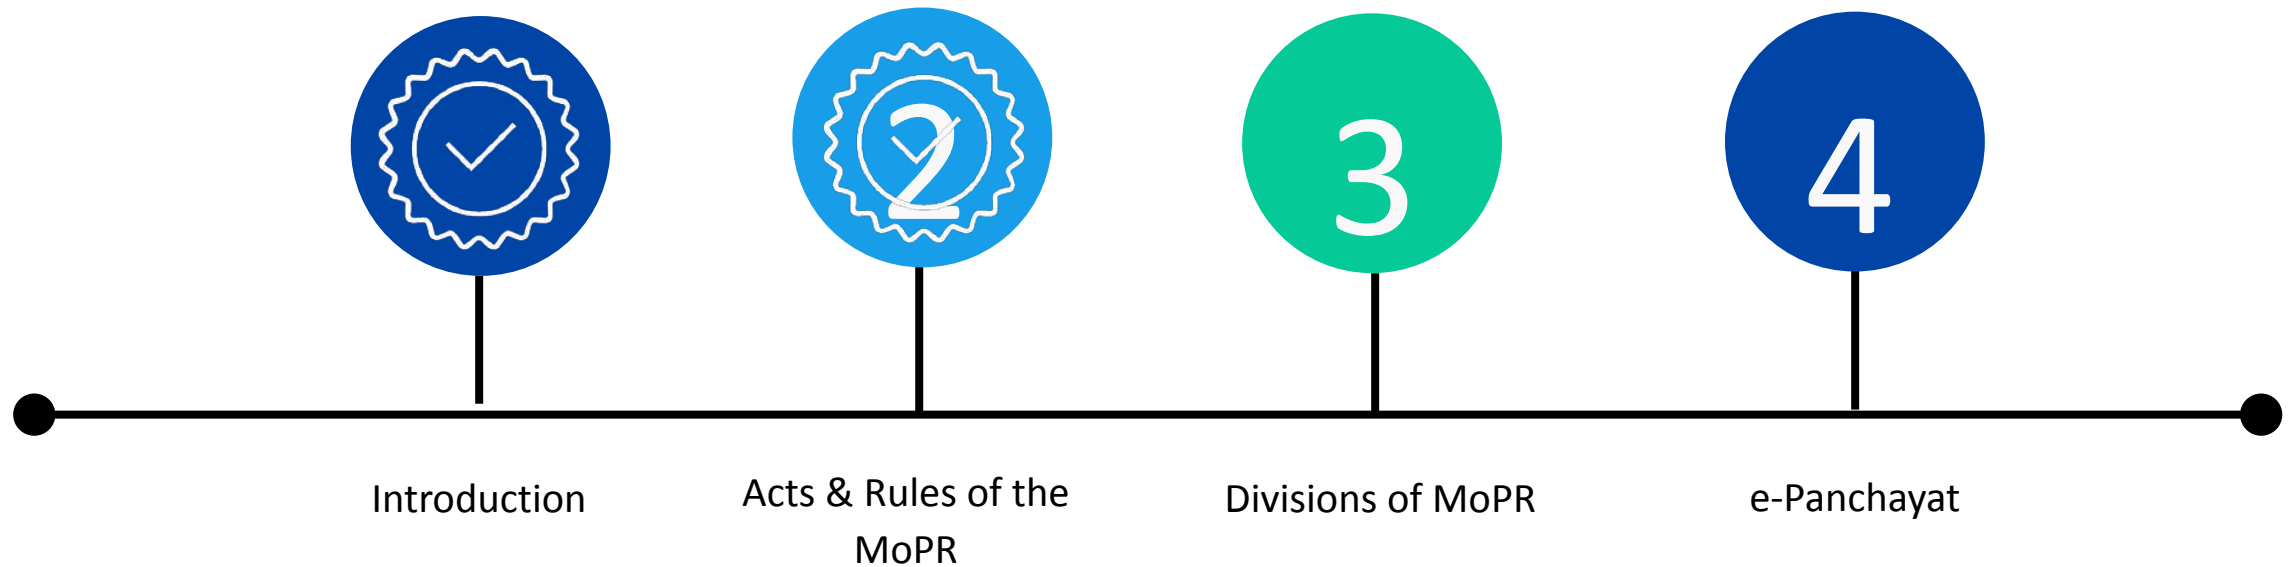 2
3
4
Introduction
Acts & Rules of the
MoPR
Divisions of MoPR
e-Panchayat